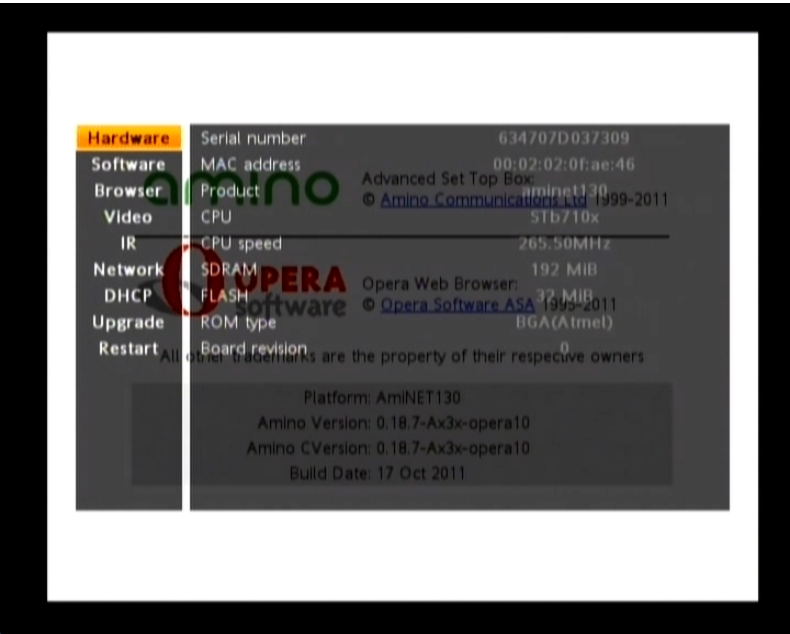 Hardware
Software
Browser
Video
IR
Network
DHCP
Upgrade
Restart
Serial number 634707D037309
MAC address 00:02:02:0f:ae:46
Product aminet130
CPU STb710x
CPU speed 265.50MHz
SDRAM 192 MiB
FLASH 32 MiB
ROM type BGA(Atmel)
Board revision 0
amino
Advanced Set Top Box:
© Amino Communications Ltd 1999-2011
OPERA
software
Opera Web Browser:
© Opera Software ASA 1995-2011
All other trademarks are the property of their respective owners
Platform: AmiNET130
Amino Version: 0.18.7-Ax3x-opera10
Amino CVersion: 0.18.7-Ax3x-opera10
Build Date: 17 Oct 2011